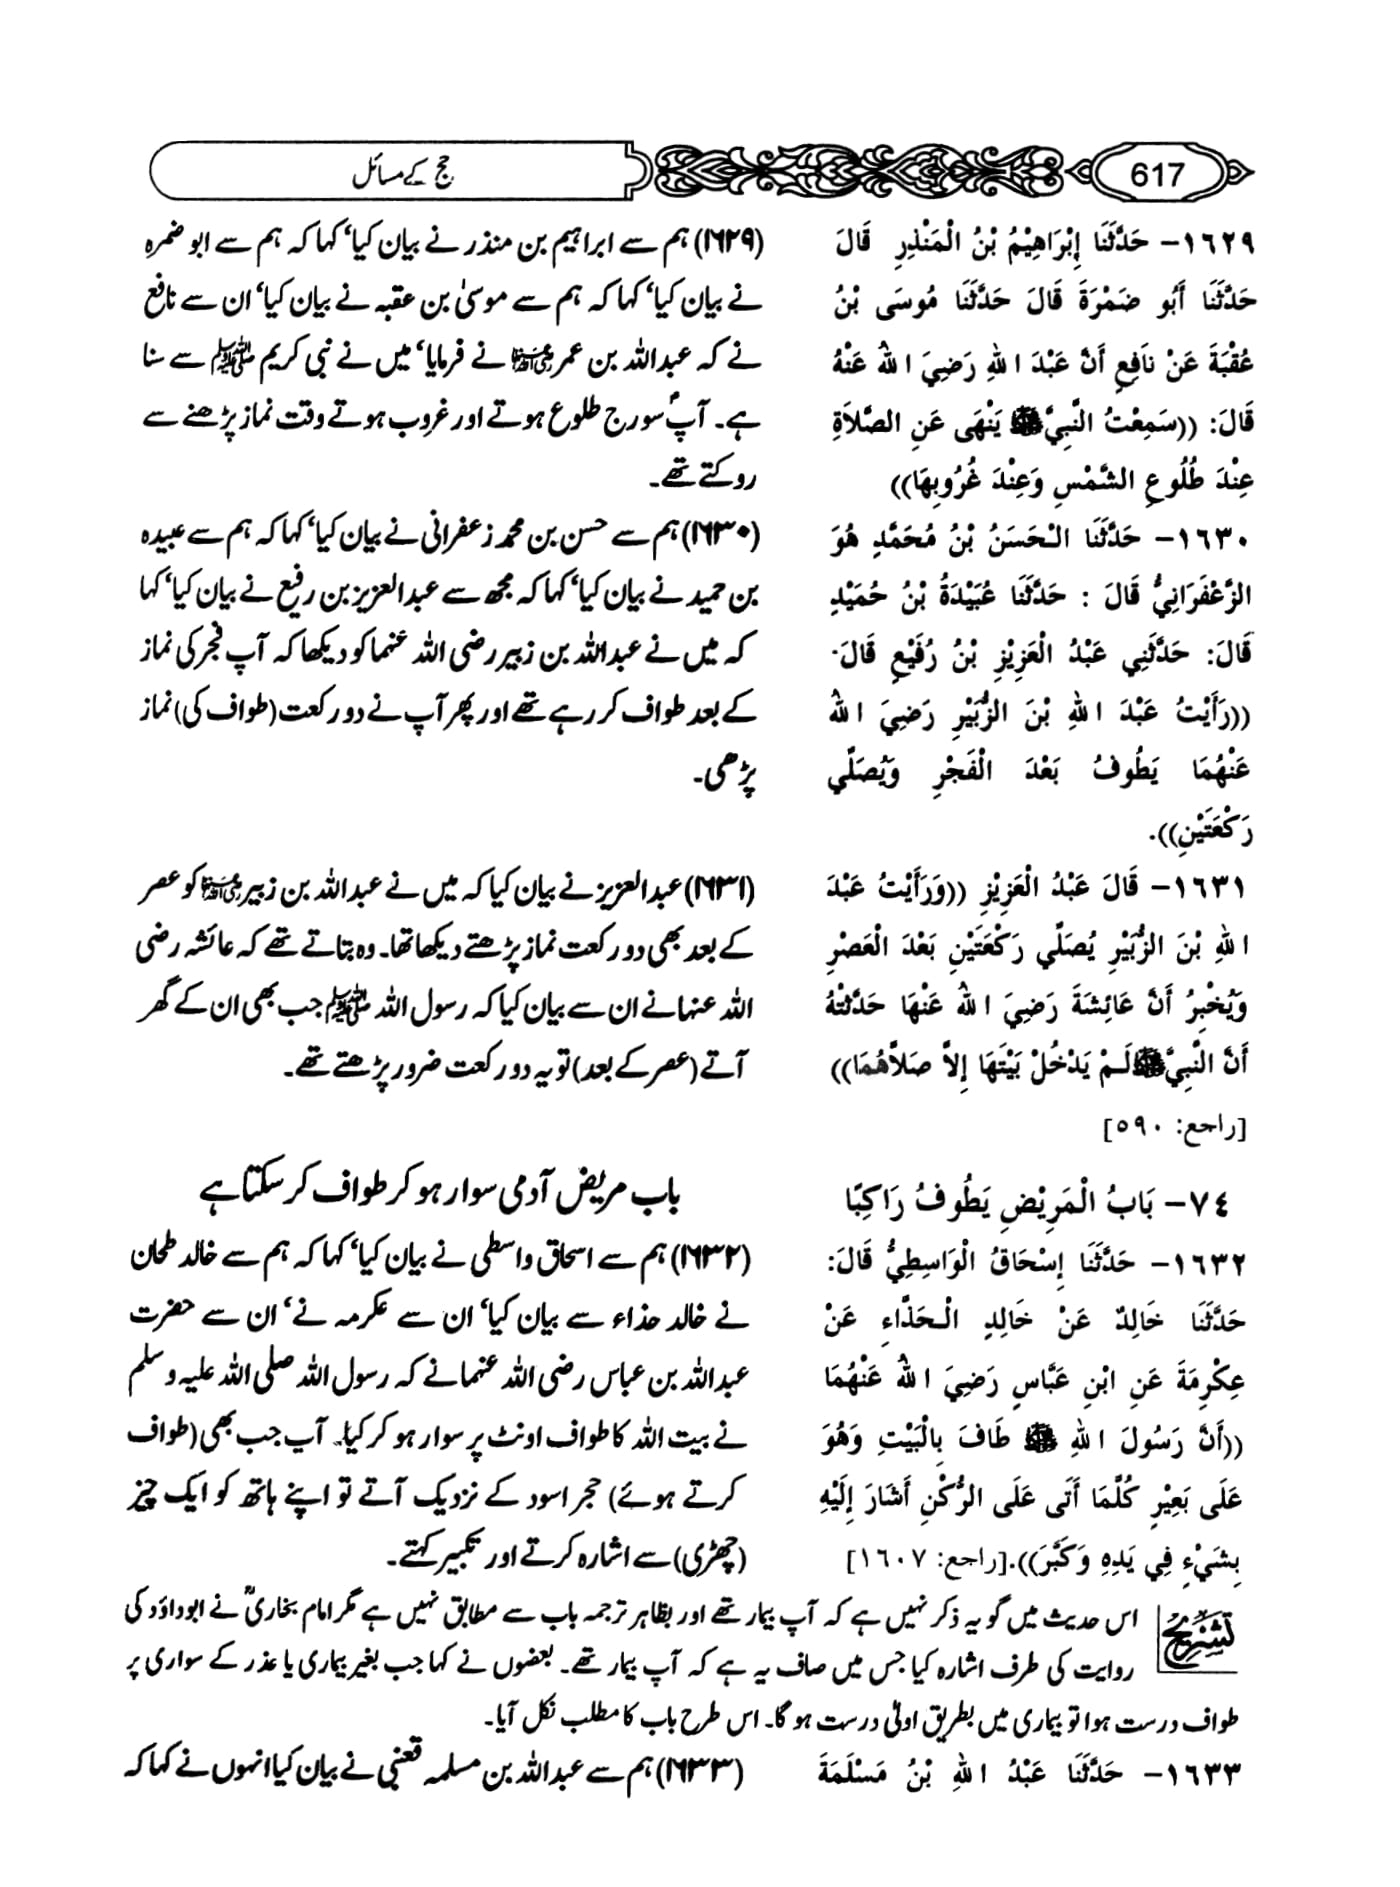 617
حج کے مسائل
١٦٢٩- حَدَّثَنَا إِبْرَاهِيْمُ بْنُ الْمَنْذِرِ قَالَ
حَدَّثَنَا أَبُو ضَمْرَةَ قَالَ حَدَّثَنَا مُوسَى بْنُ
عُقْبَةَ عَنْ نَافِعٍ أَنَّ عَبْدَ اللهِ رَضِيَ اللهُ عَنْهُ
قَالَ: ((سَمِعْتُ النَّبِيَّ ﷺ يَنْهَى عَنِ الصَّلاَةِ
عِنْدَ طُلُوعِ الشَّمْسِ وَعِنْدَ غُرُوبِهَا))
(۱۶۲۹) ہم سے ابراہیم بن منذر نے بیان کیا‘ کہا کہ ہم سے ابو ضمرہ
نے بیان کیا‘ کہا کہ ہم سے موسیٰ بن عقبہ نے بیان کیا‘ ان سے نافع
نے کہ عبداللہ بن عمر رضی اللہ عنہما نے فرمایا‘ میں نے نبی کریم ﷺ سے سنا
ہے۔ آپؐ سورج طلوع ہوتے اور غروب ہوتے وقت نماز پڑھنے سے
روکتے تھے۔
١٦٣٠- حَدَّثَنَا الْحَسَنُ بْنُ مُحَمَّدٍ هُوَ
الزَّعْفَرَانِيُّ قَالَ : حَدَّثَنَا عُبَيْدَةُ بْنُ حُمَيْدٍ
قَالَ: حَدَّثَنِي عَبْدُ الْعَزِيْزِ بْنُ رُفَيْعٍ قَالَ
((رَأَيْتُ عَبْدَ اللهِ بْنَ الزُّبَيْرِ رَضِيَ اللهُ
عَنْهُمَا يَطُوفُ بَعْدَ الْفَجْرِ وَيُصَلِّي
رَكْعَتَيْنِ)).
(۱۶۳۰) ہم سے حسن بن محمد زعفرانی نے بیان کیا‘ کہا کہ ہم سے عبیدہ
بن حمید نے بیان کیا‘ کہا کہ مجھ سے عبدالعزیز بن رفیع نے بیان کیا‘ کہا
کہ میں نے عبداللہ بن زبیر رضی اللہ عنہما کو دیکھا کہ آپ فجر کی نماز
کے بعد طواف کر رہے تھے اور پھر آپ نے دو رکعت (طواف کی) نماز
پڑھی۔
١٦٣١- قَالَ عَبْدُ الْعَزِيْزِ ((وَرَأَيْتُ عَبْدَ
اللهِ بْنَ الزُّبَيْرِ يُصَلِّي رَكْعَتَيْنِ بَعْدَ الْعَصْرِ
وَيُخْبِرُ أَنَّ عَائِشَةَ رَضِيَ اللهُ عَنْهَا حَدَّثَتْهُ
أَنَّ النَّبِيَّ ﷺ لَمْ يَدْخُلْ بَيْتَهَا إِلاَّ صَلاَّهُمَا))
[راجع: ٥٩٠]
(۱۶۳۱) عبدالعزیز نے بیان کیا کہ میں نے عبداللہ بن زبیر رضی اللہ عنہما کو عصر
کے بعد بھی دو رکعت نماز پڑھتے دیکھا تھا۔ وہ بتاتے تھے کہ عائشہ رضی
اللہ عنہا نے ان سے بیان کیا کہ رسول اللہ ﷺ جب بھی ان کے گھر
آتے (عصر کے بعد) تو یہ دو رکعت ضرور پڑھتے تھے۔
٧٤- بَابُ الْمَرِيْضِ يَطُوفُ رَاكِبًا
باب مریض آدمی سوار ہو کر طواف کر سکتا ہے
١٦٣٢- حَدَّثَنَا إِسْحَاقُ الْوَاسِطِيُّ قَالَ:
حَدَّثَنَا خَالِدٌ عَنْ خَالِدٍ الْحَذَّاءِ عَنْ
عِكْرِمَةَ عَنِ ابْنِ عَبَّاسٍ رَضِيَ اللهُ عَنْهُمَا
((أَنَّ رَسُولَ اللهِ ﷺ طَافَ بِالْبَيْتِ وَهُوَ
عَلَى بَعِيْرٍ كُلَّمَا أَتَى عَلَى الرُّكْنِ أَشَارَ إِلَيْهِ
بِشَيْءٍ فِي يَدِهِ وَكَبَّرَ)).[راجع: ١٦٠٧]
(۱۶۳۲) ہم سے اسحاق واسطی نے بیان کیا‘ کہا کہ ہم سے خالد طحان
نے خالد حذاء سے بیان کیا‘ ان سے عکرمہ نے‘ ان سے حضرت
عبداللہ بن عباس رضی اللہ عنہما نے کہ رسول اللہ صلی اللہ علیہ و سلم
نے بیت اللہ کا طواف اونٹ پر سوار ہو کر کیا۔ آپ جب بھی (طواف
کرتے ہوئے) حجر اسود کے نزدیک آتے تو اپنے ہاتھ کو ایک چیز
(چھڑی) سے اشارہ کرتے اور تکبیر کہتے۔
تشریح
اس حدیث میں گو یہ ذکر نہیں ہے کہ آپ بیمار تھے اور بظاہر ترجمہ باب سے مطابق نہیں ہے مگر امام بخاریؒ نے ابوداؤد کی
روایت کی طرف اشارہ کیا جس میں صاف یہ ہے کہ آپ بیمار تھے۔ بعضوں نے کہا جب بغیر بیماری یا عذر کے سواری پر
طواف درست ہوا تو بیماری میں بطریق اولیٰ درست ہو گا۔ اس طرح باب کا مطلب نکل آیا۔
١٦٣٣- حَدَّثَنَا عَبْدُ اللهِ بْنُ مَسْلَمَةَ
(۱۶۳۳) ہم سے عبداللہ بن مسلمہ قعنبی نے بیان کیا انہوں نے کہا کہ